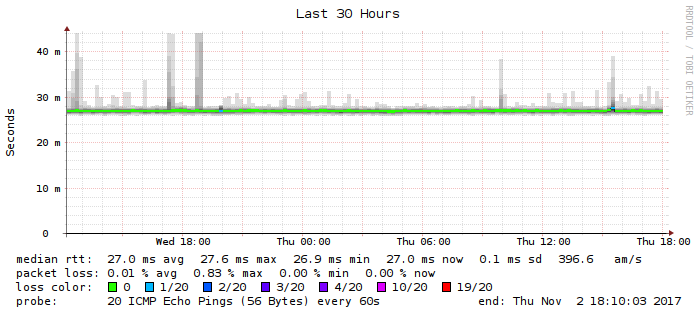 Last 30 Hours
RRDTOOL / TOBI OETIKER
Seconds
40 m
30 m
20 m
10 m
0
Wed 18:00 Thu 00:00 Thu 06:00 Thu 12:00 Thu 18:00
median rtt: 27.0 ms avg 27.6 ms max 26.9 ms min 27.0 ms now 0.1 ms sd 396.6 am/s
packet loss: 0.01 % avg 0.83 % max 0.00 % min 0.00 % now
loss color: 0 1/20 2/20 3/20 4/20 10/20 19/20
probe: 20 ICMP Echo Pings (56 Bytes) every 60s end: Thu Nov 2 18:10:03 2017